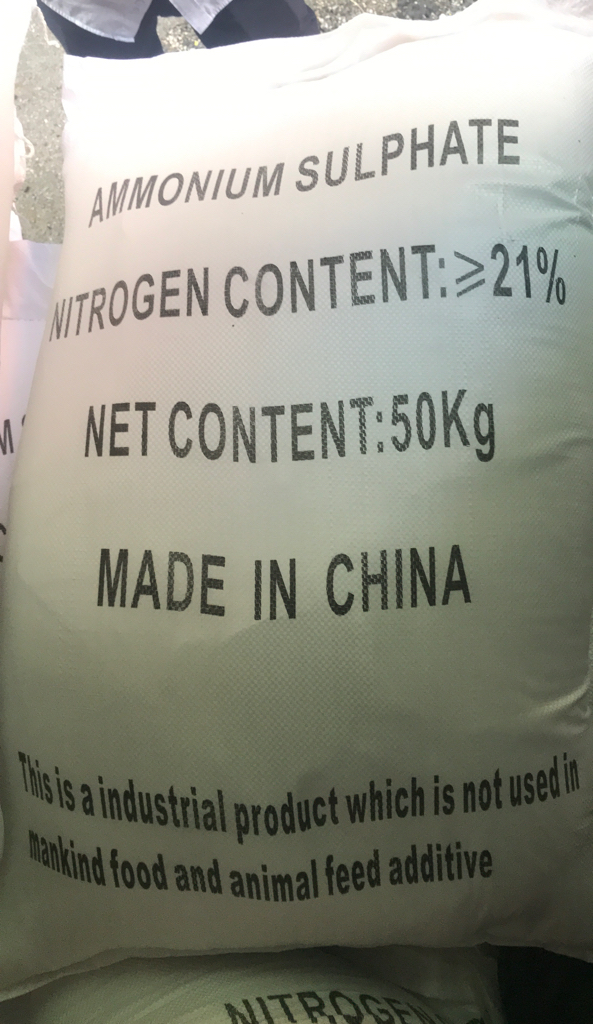 AMMONIUM SULPHATE
NITROGEN CONTENT:⩾21%
NET CONTENT:50Kg
MADE IN CHINA
This is a industrial product which is not used in
mankind food and animal feed additive
NITROGEN